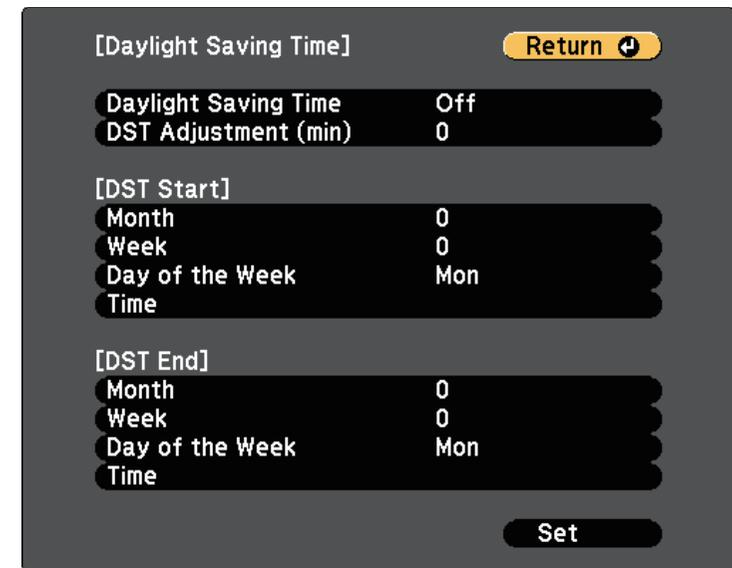 [Daylight Saving Time] Return
Daylight Saving Time Off
DST Adjustment (min) 0
[DST Start]
Month 0
Week 0
Day of the Week Mon
Time
[DST End]
Month 0
Week 0
Day of the Week Mon
Time
Set